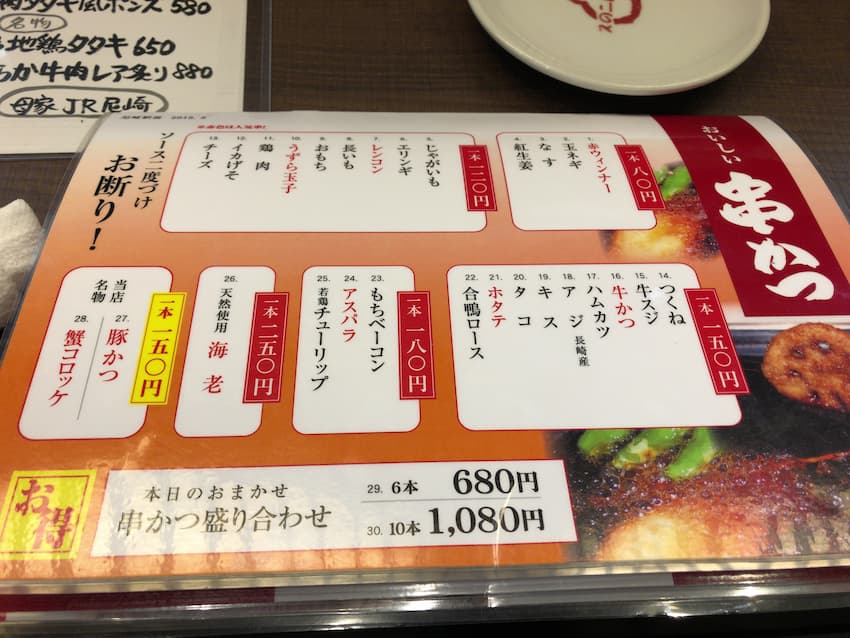 名物
地鶏タタキ 650
か牛肉レア炙り 880
母家 JR尼崎
おいしい
串かつ
一本 八〇円
1. 赤ウィンナー
2. 玉ネギ
3. なす
4. 紅生姜
一本 一二〇円
5. じゃがいも
6. エリンギ
7. レンコン
8. 長いも
9. おもち
10. うずら玉子
11. 鶏肉
12. イカげそ
13. チーズ
※赤色は人気串!
ソース二度づけ
お断り!
一本 一五〇円
14. つくね
15. 牛スジ
16. 牛かつ
17. ハムカツ
18. アジ 長崎産
19. キス
20. タコ
21. ホタテ
22. 合鴨ロース
一本 一八〇円
23. もちベーコン
24. アスパラ
25. 若鶏チューリップ
一本 二五〇円
26. 天然使用 海老
一本 一五〇円
当店名物
27. 豚かつ
28. 蟹コロッケ
お得
本日のおまかせ
串かつ盛り合わせ
29. 6本 680円
30. 10本 1,080円